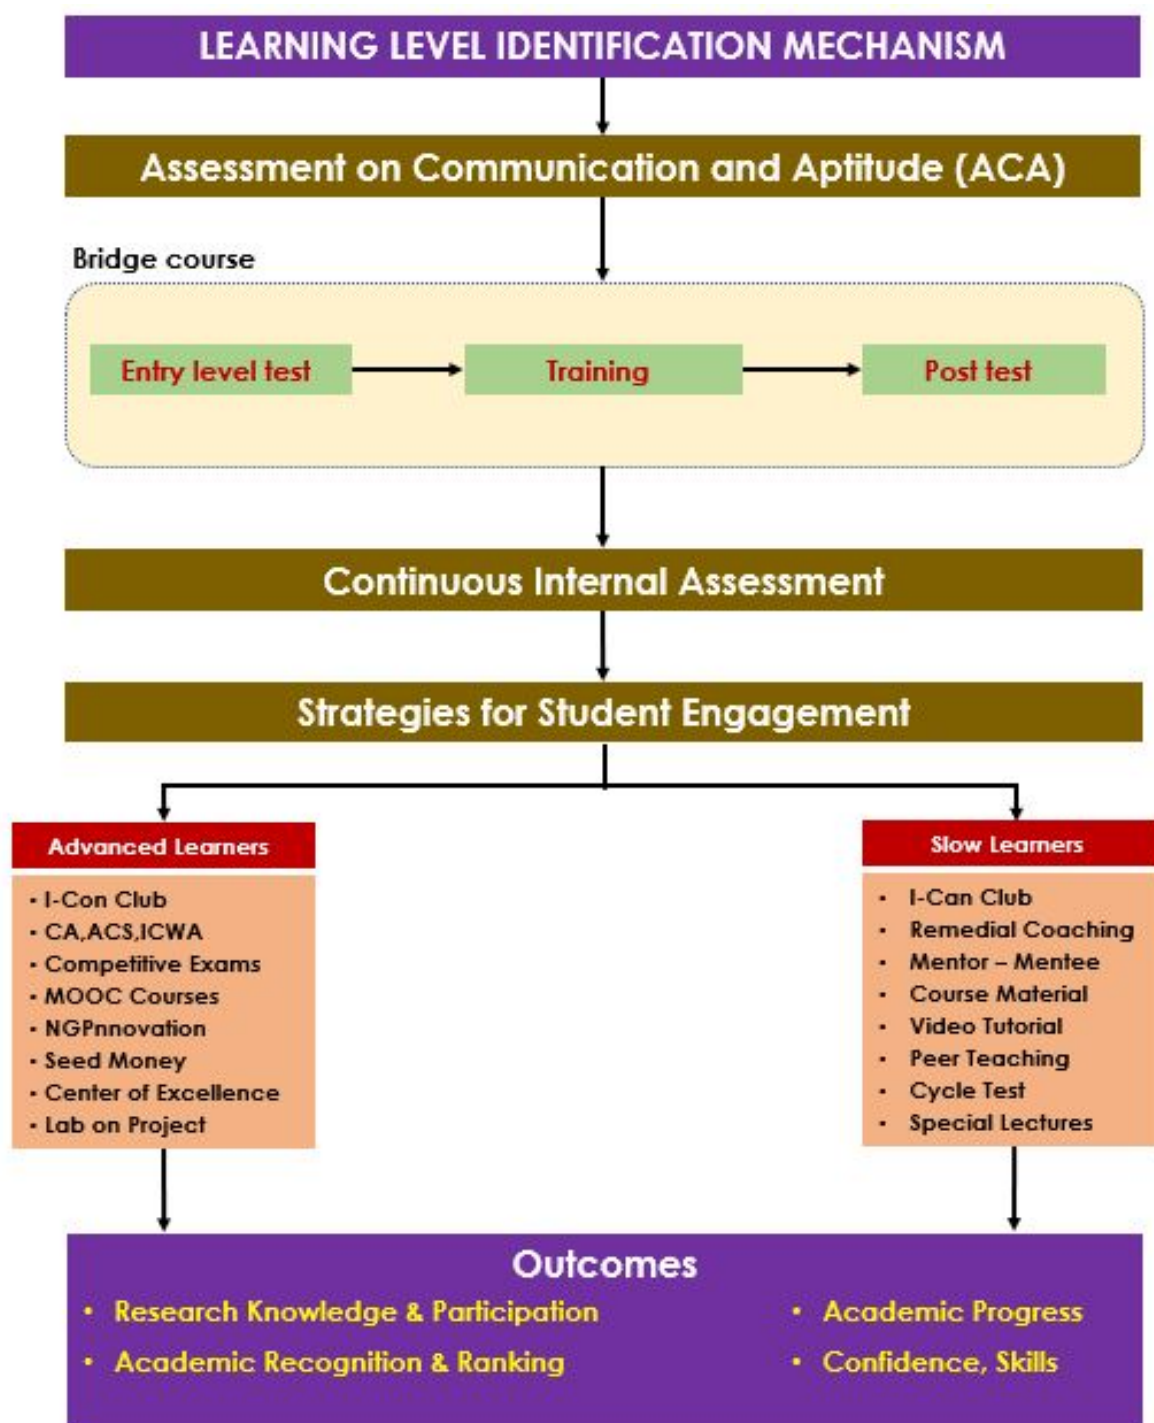 LEARNING LEVEL IDENTIFICATION MECHANISM
Assessment on Communication and Aptitude (ACA)
Bridge course
Entry level test
Training
Post test
Continuous Internal Assessment
Strategies for Student Engagement
Advanced Learners
• I-Con Club
• CA,ACS,ICWA
• Competitive Exams
• MOOC Courses
• NGPnnovation
• Seed Money
• Center of Excellence
• Lab on Project
Slow Learners
• I-Can Club
• Remedial Coaching
• Mentor – Mentee
• Course Material
• Video Tutorial
• Peer Teaching
• Cycle Test
• Special Lectures
Outcomes
• Research Knowledge & Participation
• Academic Recognition & Ranking
• Academic Progress
• Confidence, Skills